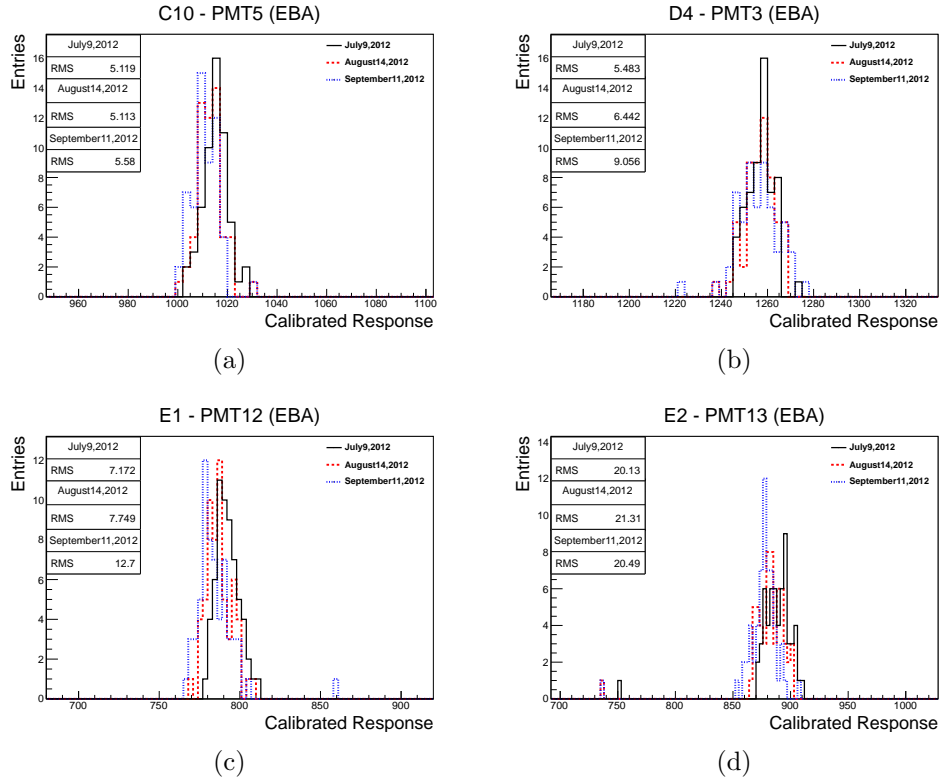 C10 - PMT5 (EBA)
Entries
July9,2012
RMS 5.119
August14,2012
RMS 5.113
September11,2012
RMS 5.58
July9,2012
August14,2012
September11,2012
16
14
12
10
8
6
4
2
0
960 980 1000 1020 1040 1060 1080 1100
Calibrated Response
(a)
D4 - PMT3 (EBA)
Entries
July9,2012
RMS 5.483
August14,2012
RMS 6.442
September11,2012
RMS 9.056
July9,2012
August14,2012
September11,2012
16
14
12
10
8
6
4
2
0
1180 1200 1220 1240 1260 1280 1300 1320
Calibrated Response
(b)
E1 - PMT12 (EBA)
Entries
July9,2012
RMS 7.172
August14,2012
RMS 7.749
September11,2012
RMS 12.7
July9,2012
August14,2012
September11,2012
12
10
8
6
4
2
0
700 750 800 850 900
Calibrated Response
(c)
E2 - PMT13 (EBA)
Entries
July9,2012
RMS 20.13
August14,2012
RMS 21.31
September11,2012
RMS 20.49
July9,2012
August14,2012
September11,2012
14
12
10
8
6
4
2
0
700 750 800 850 900 950 1000
Calibrated Response
(d)